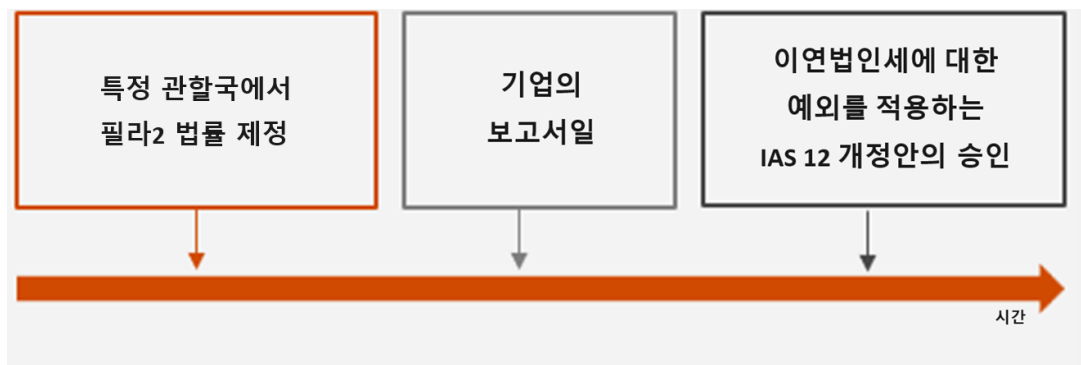 특정 관할국에서
필라2 법률 제정
기업의
보고서일
이연법인세에 대한
예외를 적용하는
IAS 12 개정안의 승인
시간